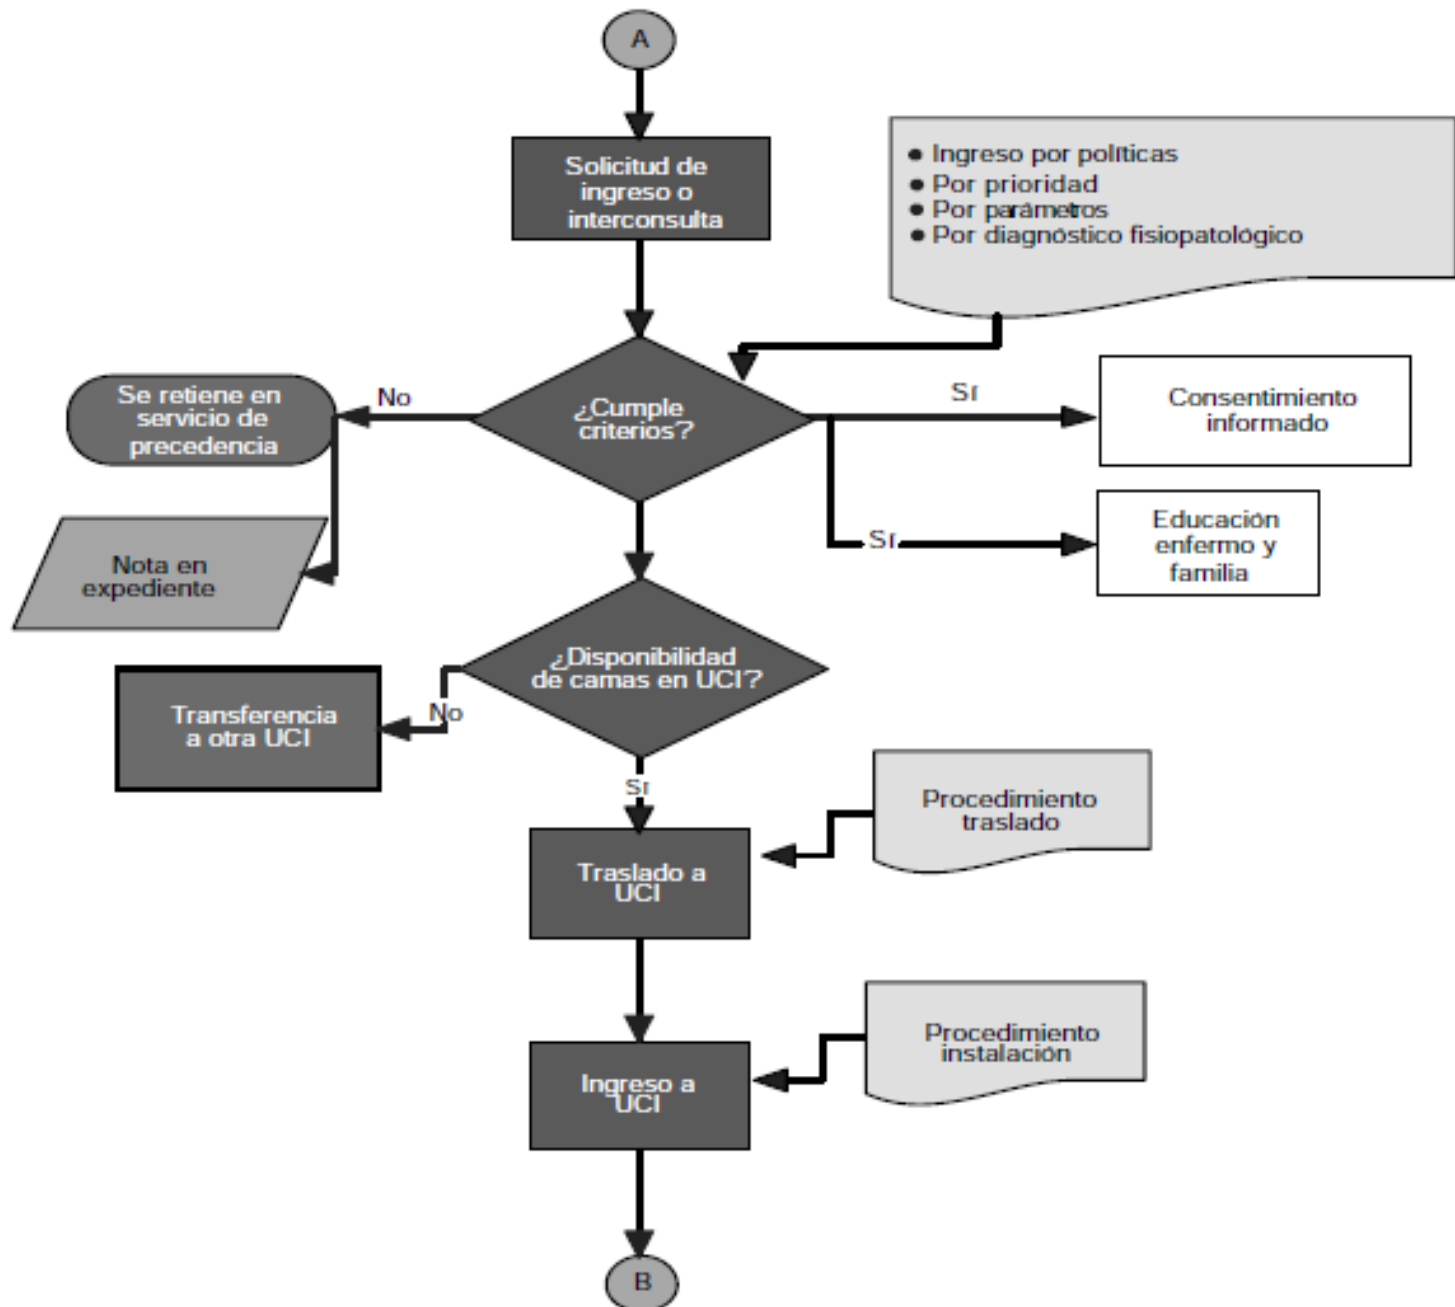 A
Solicitud de
ingreso o
interconsulta
● Ingreso por políticas
● Por prioridad
● Por parámetros
● Por diagnóstico fisiopatológico
Se retiene en
servicio de
precedencia
No
¿Cumple
criterios?
Sí
Consentimiento
informado
Sí
Educación
enfermo y
familia
Nota en
expediente
¿Disponibilidad
de camas en UCI?
No
Transferencia
a otra UCI
Sí
Procedimiento
traslado
Traslado a
UCI
Procedimiento
instalación
Ingreso a
UCI
B